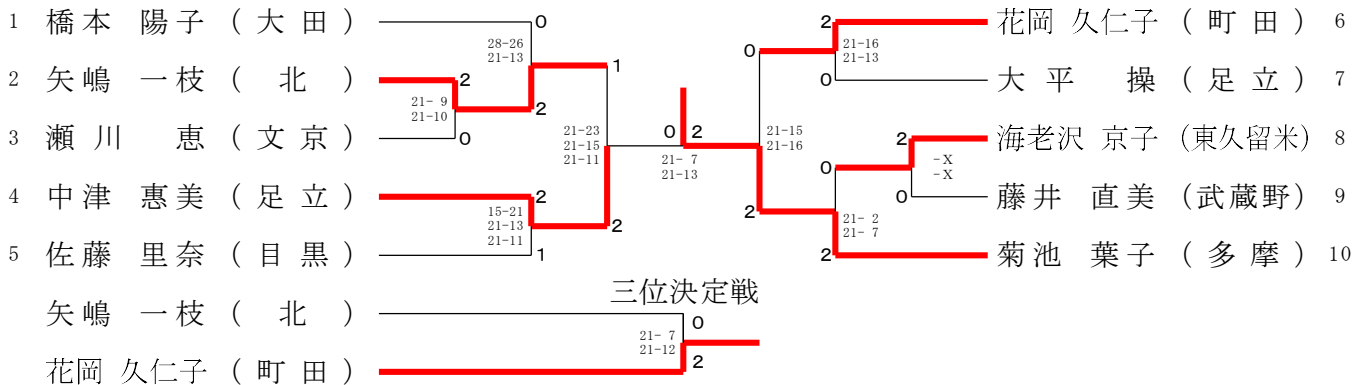 1 橋本 陽子 ( 大 田 )
2 矢嶋 一枝 ( 北 )
3 瀬川 恵 ( 文 京 )
4 中津 惠美 ( 足 立 )
5 佐藤 里奈 ( 目 黒 )
矢嶋 一枝 ( 北 )
花岡 久仁子 ( 町 田 )
0
28-26
21-13
2
2
21- 9
21-10
0
1
21-23
21-15
21-11
2
2
15-21
21-13
21-11
1
0 2
21- 7
21-13
三位決定戦
0
21- 7
21-12
2
0
21-15
21-16
2
2
21-16
21-13
0
0
21- 2
21- 7
2
2
-X
-X
0
花岡 久仁子 ( 町 田 ) 6
大平 操 ( 足 立 ) 7
海老沢 京子 (東久留米) 8
藤井 直美 (武蔵野) 9
菊池 葉子 ( 多 摩 ) 10